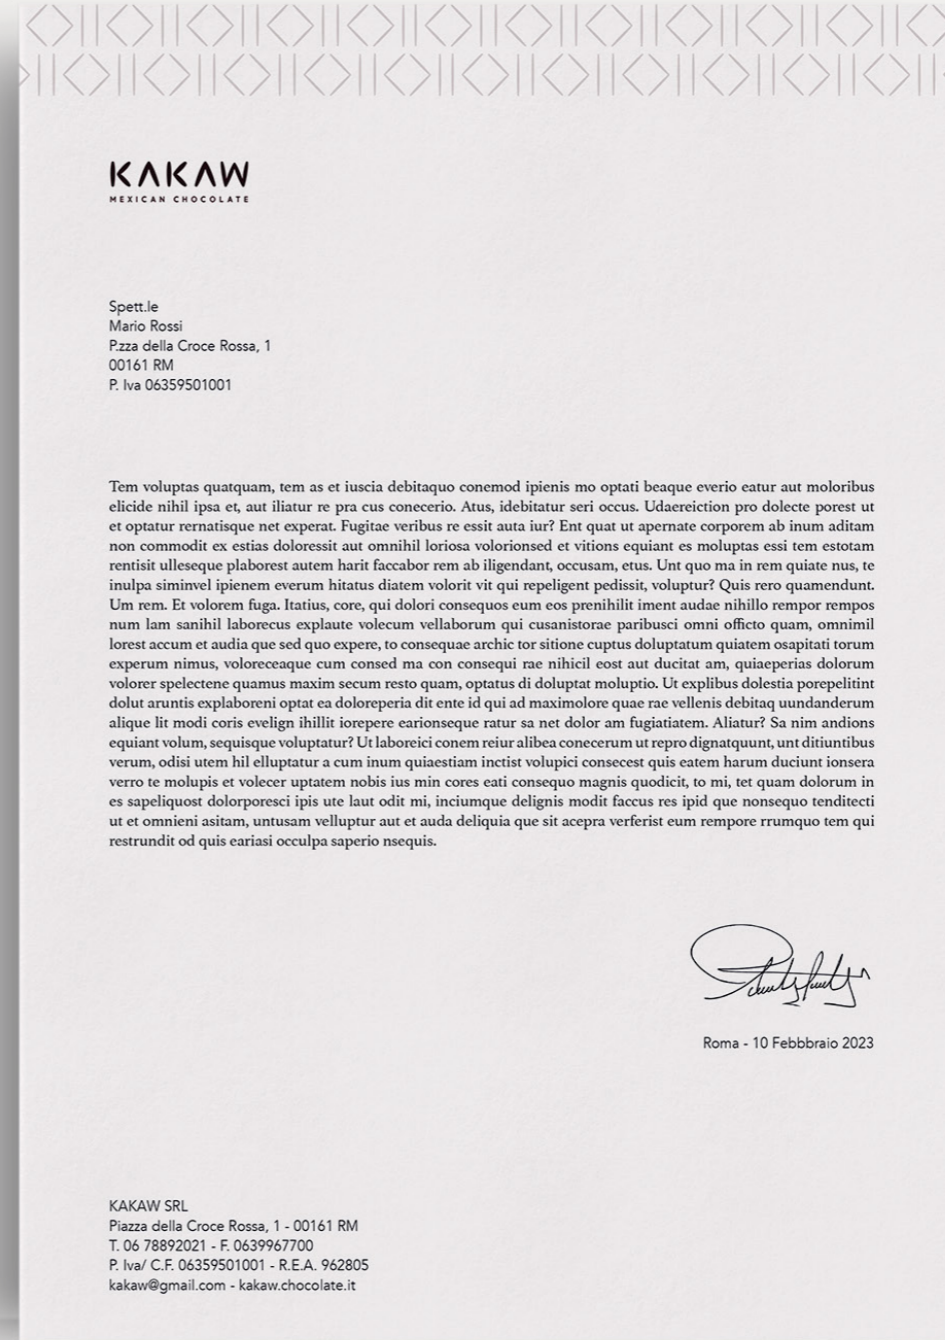 KAKAW
MEXICAN CHOCOLATE
Spett.le
Mario Rossi
P.zza della Croce Rossa, 1
00161 RM
P. Iva 06359501001
Tem voluptas quatquam, tem as et iuscia debitaquo conemod ipienis mo optati beaque everio eatur aut moloribus
elicide nihil ipsa et, aut iliatur re pra cus conecerio. Atus, idebitatur seri occus. Udaereiction pro dolecte porest ut
et optatur rernatisque net experat. Fugitae veribus re essit auta iur? Ent quat ut apernate corporem ab inum aditam
non commodit ex estias doloressit aut omnihil loriosa volorionsed et vitions equiant es moluptas essi tem estotam
rentisit ulleseque plaborest autem harit faccabor rem ab iligendant, occusam, etus. Unt quo ma in rem quiate nus, te
inulpa siminvel ipienem everum hitatus diatem volorit vit qui repeligent pedissit, voluptur? Quis rero quamendunt.
Um rem. Et volorem fuga. Itatius, core, qui dolori consequos eum eos prenihilit iment audae nihillo rempor rempos
num lam sanihil laborecus explaute volecum vellaborum qui cusanistorae paribusci omni officto quam, omnimil
lorest accum et audia que sed quo expere, to consequae archic tor sitione cuptus doluptatum quiatem osapitati torum
experum nimus, voloreceaque cum consed ma con consequi rae nihicil eost aut ducitat am, quiaeperias dolorum
volorer spelectene quamus maxim secum resto quam, optatus di doluptat moluptio. Ut explibus dolestia porepelitint
dolut aruntis explaboreni optat ea doloreperia dit ente id qui ad maximolore quae rae vellenis debitaq uundanderum
alique lit modi coris evelign ihillit iorepere earionseque ratur sa net dolor am fugiatiatem. Aliatur? Sa nim andions
equiant volum, sequisque voluptatur? Ut laboreici conem reiur alibea conecerum ut repro dignatquunt, unt ditiuntibus
verum, odisi utem hil elluptatur a cum inum quiaestiam inctist volupici consecest quis eatem harum duciunt ionsera
verro te molupis et volecer uptatem nobis ius min cores eati consequo magnis quodicit, to mi, tet quam dolorum in
es sapeliquost dolorporesci ipis ute laut odit mi, inciumque delignis modit faccus res ipid que nonsequo tenditecti
ut et omnieni asitam, untusam velluptur aut et auda deliquia que sit acepra verferist eum rempore rrumquo tem qui
restrundit od quis eariasi occulpa saperio nsequis.
Roma - 10 Febbbraio 2023
KAKAW SRL
Piazza della Croce Rossa, 1 - 00161 RM
T. 06 78892021 - F. 0639967700
P. Iva/ C.F. 06359501001 - R.E.A. 962805
kakaw@gmail.com - kakaw.chocolate.it